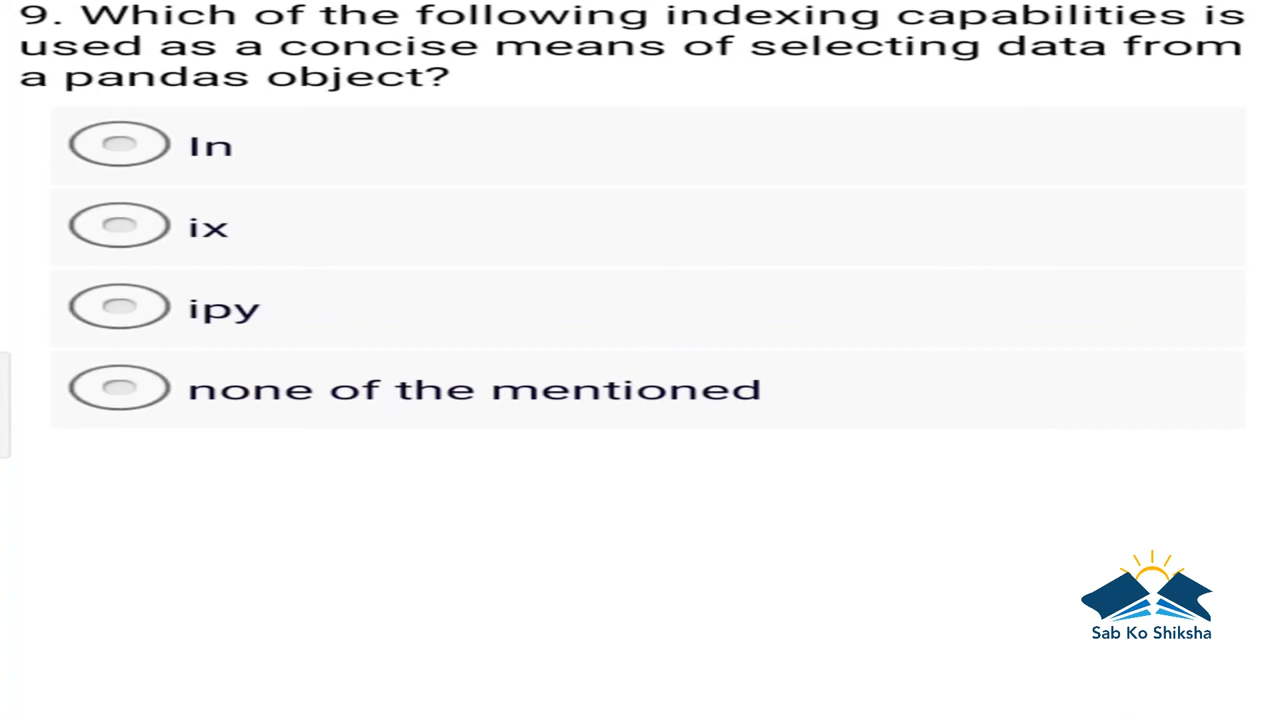 9. Which of the following indexing capabilities is
used as a concise means of selecting data from
a pandas object?
In
ix
ipy
none of the mentioned
Sab Ko Shiksha